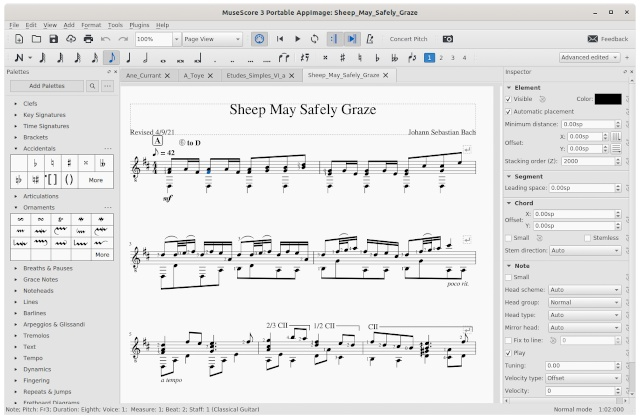 MuseScore 3 Portable AppImage: Sheep_May_Safely_Graze
File Edit View Add Format Tools Plugins Help
100% Page View Concert Pitch Feedback
N 1 2 3 4 Advanced edited
Palettes
Add Palettes
Clefs
Key Signatures
Time Signatures
Brackets
Accidentals
More
Articulations
Ornaments
More
Breaths & Pauses
Grace Notes
Noteheads
Lines
Barlines
Arpeggios & Glissandi
Tremolos
Text
Tempo
Dynamics
Fingering
Repeats & Jumps
Fretboard Diagrams
Ane_Currant A_Toye Etudes_Simples_VI_a Sheep_May_Safely_Graze
Sheep May Safely Graze
Revised 4/9/21 Johann Sebastian Bach
A ⑥ to D
♪ = 42
mf
poco rit.
2/3 CII 1/2 CII CII
a tempo
Inspector
Element
Visible Color:
Automatic placement
Minimum distance: 0.00sp
Offset: X: 0.00sp
Y: 0.00sp
Stacking order (Z): 2000
Segment
Leading space: 0.00sp
Chord
Offset: X: 0.00sp
Y: 0.00sp
Small Stemless
Stem direction: Auto
Note
Small
Head scheme: Auto
Head group: Normal
Head type: Auto
Mirror head: Auto
Fix to line: 0
Play
Tuning: 0.00
Velocity type: Offset
Velocity: 0
Note; Pitch: F♯3; Duration: Eighth; Voice: 1; Measure: 1; Beat: 2; Staff: 1 (Classical Guitar) Normal mode 1:02:000